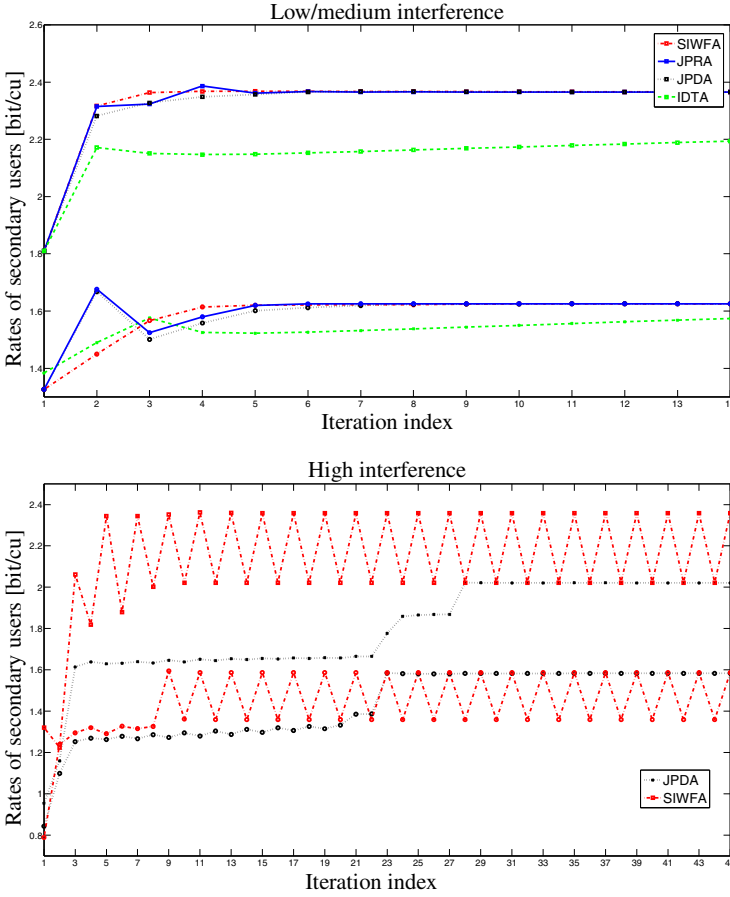 Low/medium interference
Rates of secondary users [bit/cu]
2.6
2.4
2.2
2
1.8
1.6
1.4
SIWFA
JPRA
JPDA
IDTA
1 2 3 4 5 6 7 8 9 10 11 12 13 1
Iteration index
High interference
Rates of secondary users [bit/cu]
2.4
2.2
2
1.8
1.6
1.4
1.2
1
0.8
JPDA
SIWFA
1 3 5 7 9 11 13 15 17 19 21 23 25 27 29 31 33 35 37 39 41 43 4
Iteration index